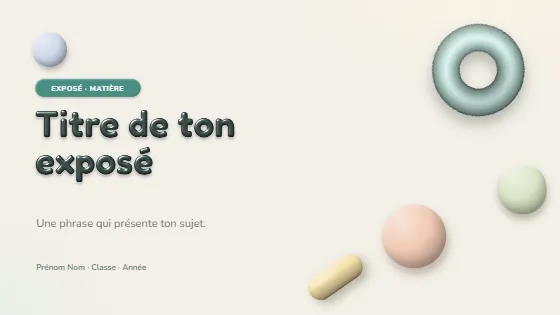 EXPOSÉ · MATIÈRE
Titre de ton
exposé
Une phrase qui présente ton sujet.
Prénom Nom · Classe · Année